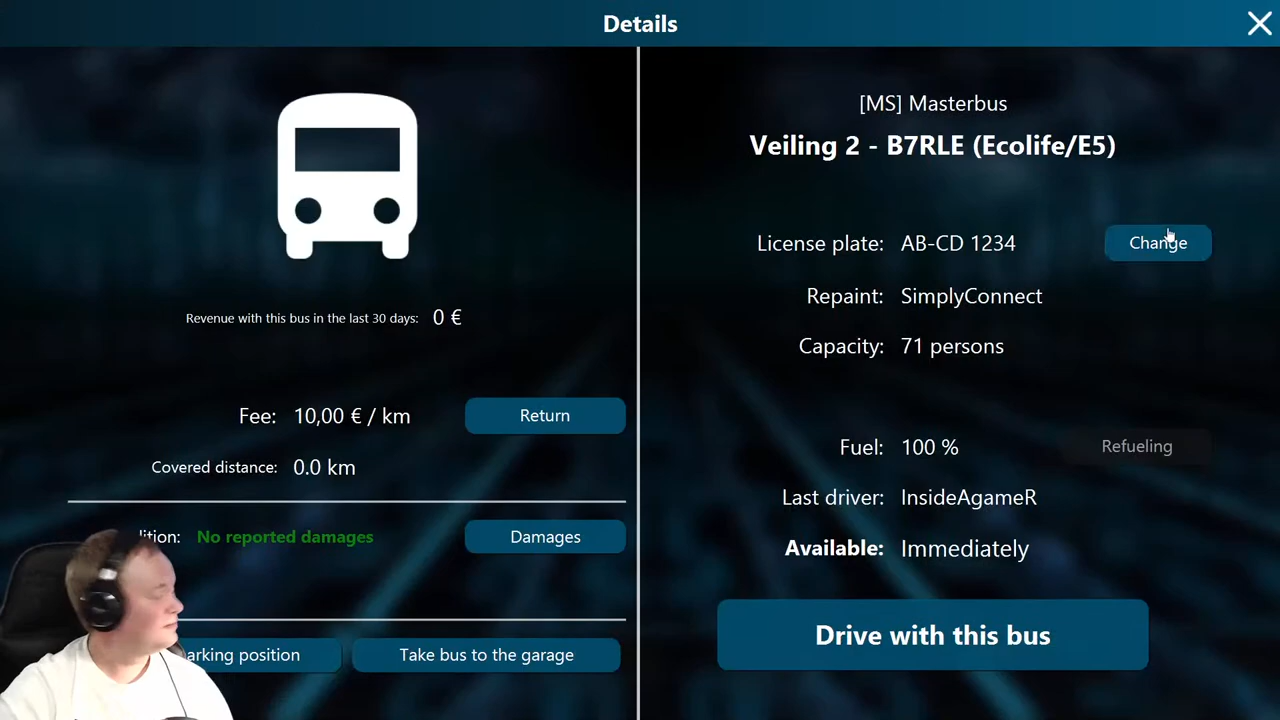 Details
Revenue with this bus in the last 30 days: 0 €
Fee: 10,00 € / km
Return
Covered distance: 0.0 km
No reported damages
Damages
Take bus to the garage
[MS] Masterbus
Veiling 2 - B7RLE (Ecolife/E5)
License plate: AB-CD 1234
Change
Repaint: SimplyConnect
Capacity: 71 persons
Fuel: 100 %
Refueling
Last driver: InsideAgameR
Available: Immediately
Drive with this bus
position